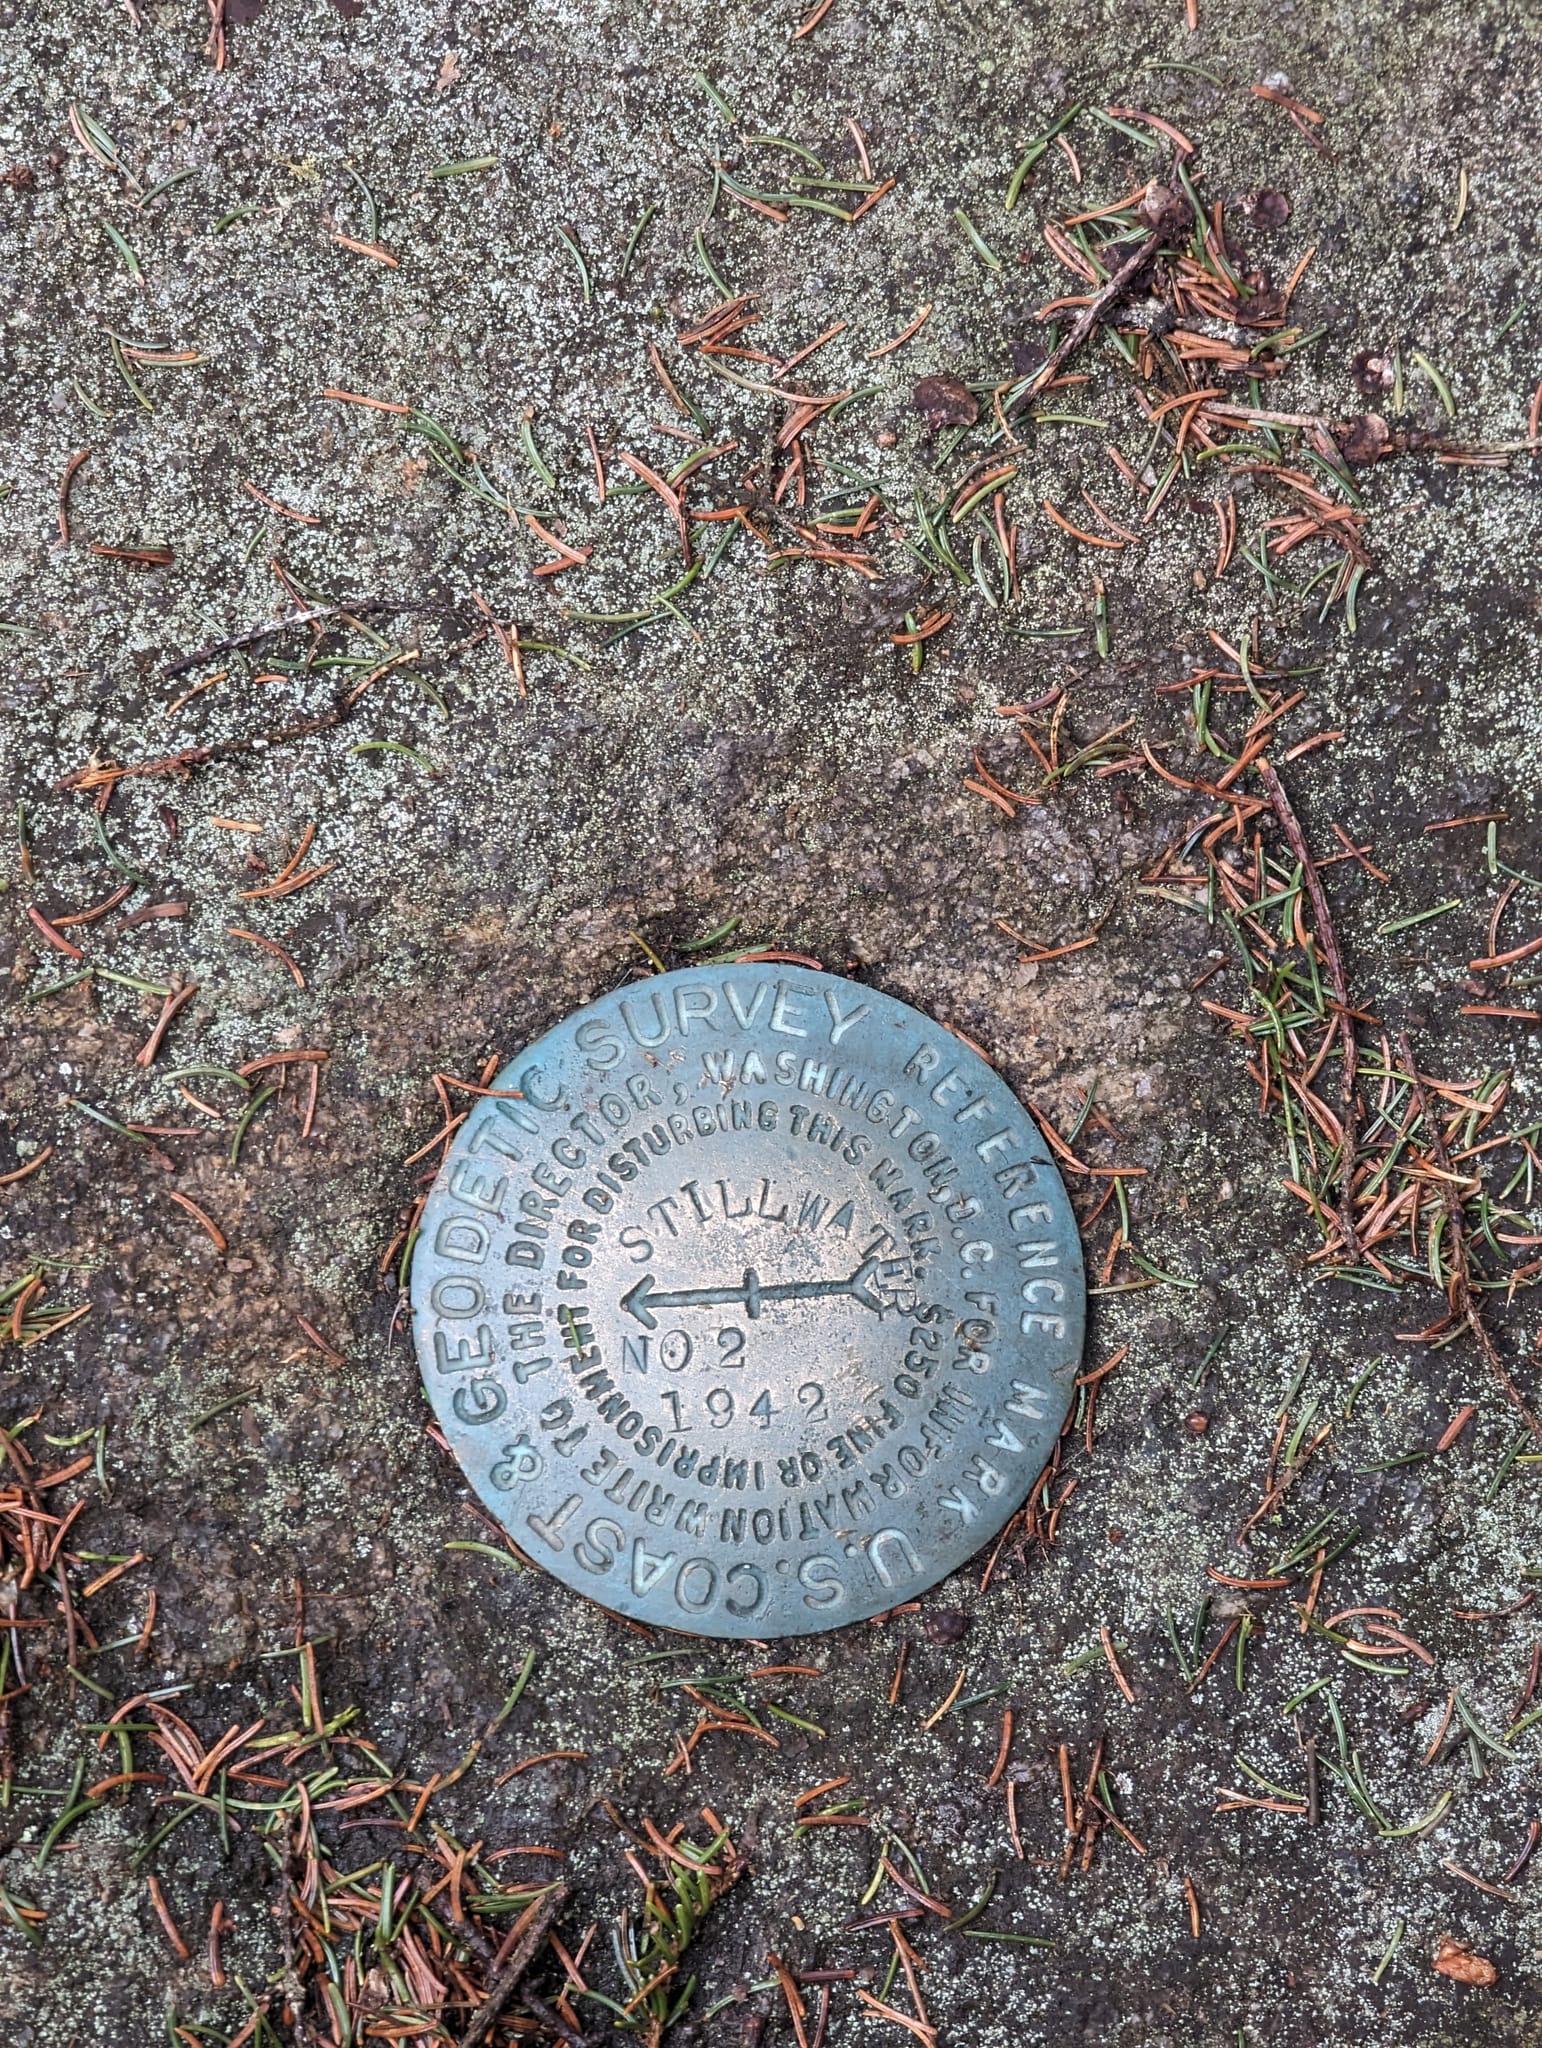 U.S. COAST & GEODETIC SURVEY REFERENCE MARK
FOR INFORMATION WRITE TO THE DIRECTOR, WASHINGTON, D.C.
$250 FINE OR IMPRISONMENT FOR DISTURBING THIS MARK.
STILLWATER
NO. 2
1942